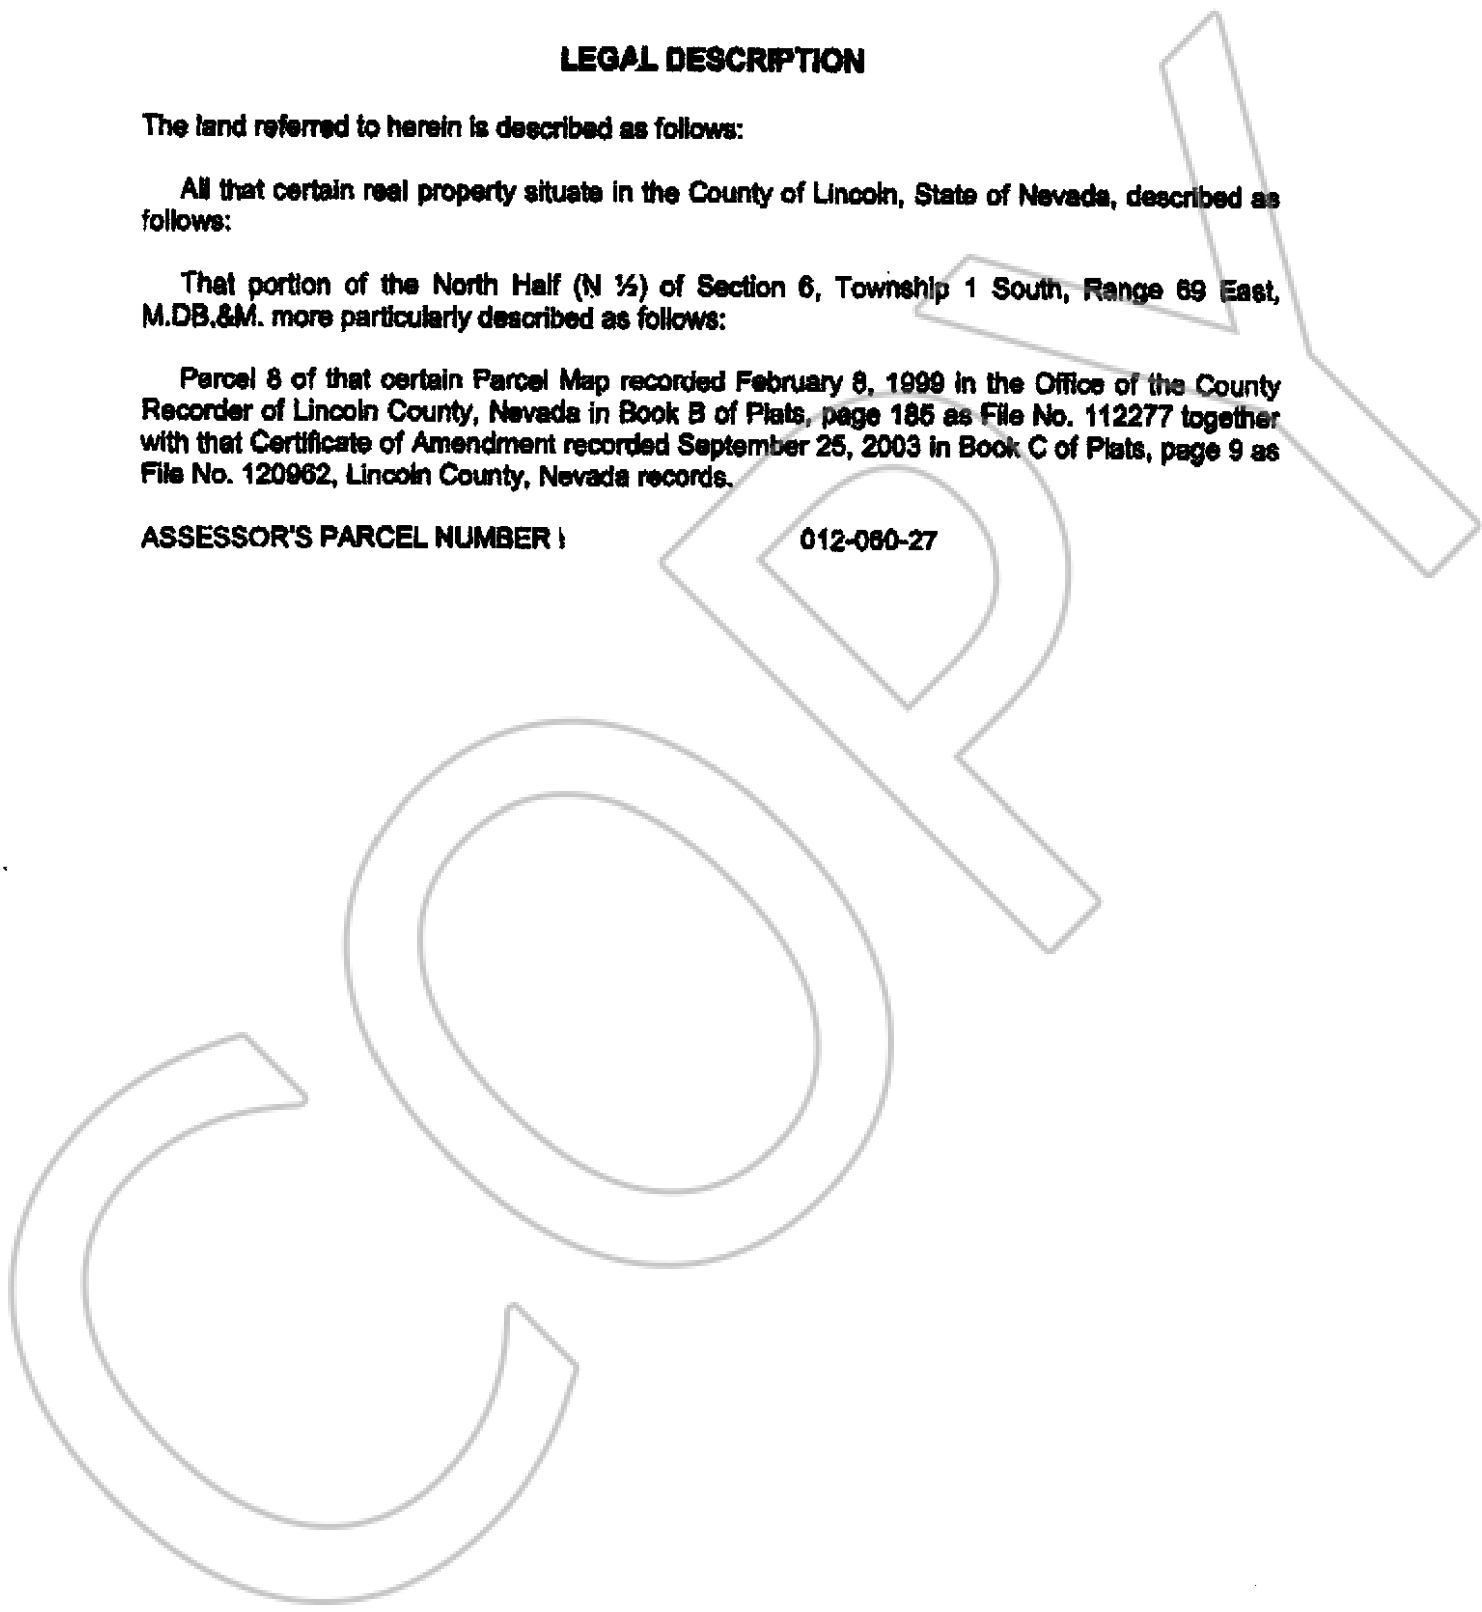 LEGAL DESCRIPTION
The land referred to herein is described as follows:
All that certain real property situate in the County of Lincoln, State of Nevada, described as
follows:
That portion of the North Half (N ½) of Section 6, Township 1 South, Range 69 East,
M.DB.&M. more particularly described as follows:
Parcel 8 of that certain Parcel Map recorded February 8, 1999 in the Office of the County
Recorder of Lincoln County, Nevada in Book B of Plats, page 185 as File No. 112277 together
with that Certificate of Amendment recorded September 25, 2003 in Book C of Plats, page 9 as
File No. 120962, Lincoln County, Nevada records.
ASSESSOR'S PARCEL NUMBER 012-060-27
COPY